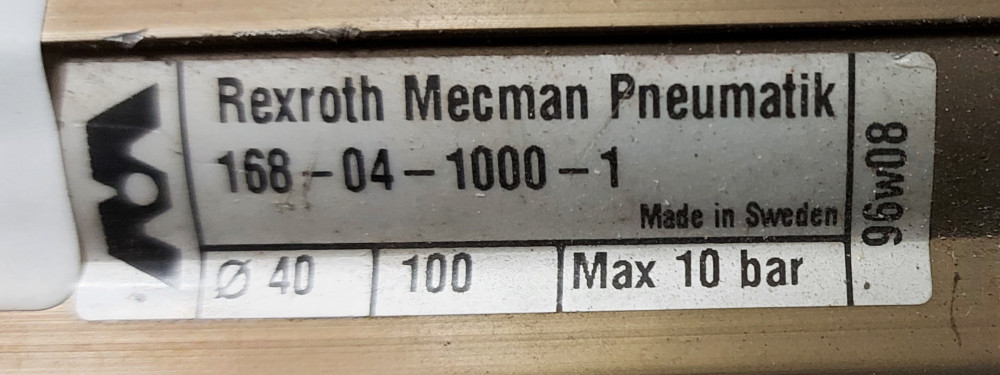 Rexroth Mecman Pneumatik
168-04-1000-1
Made in Sweden
Ø 40 100 Max 10 bar
96w08